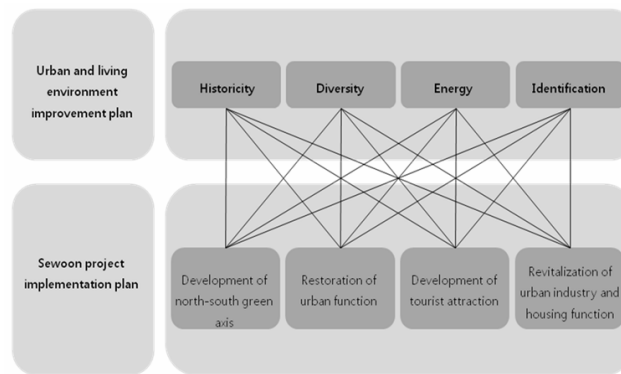 Urban and living
environment
improvement plan
Historicity
Diversity
Energy
Identification
Sewoon project
implementation plan
Development of
north-south green
axis
Restoration of
urban function
Development of
tourist attraction
Revitalization of
urban industry and
housing function